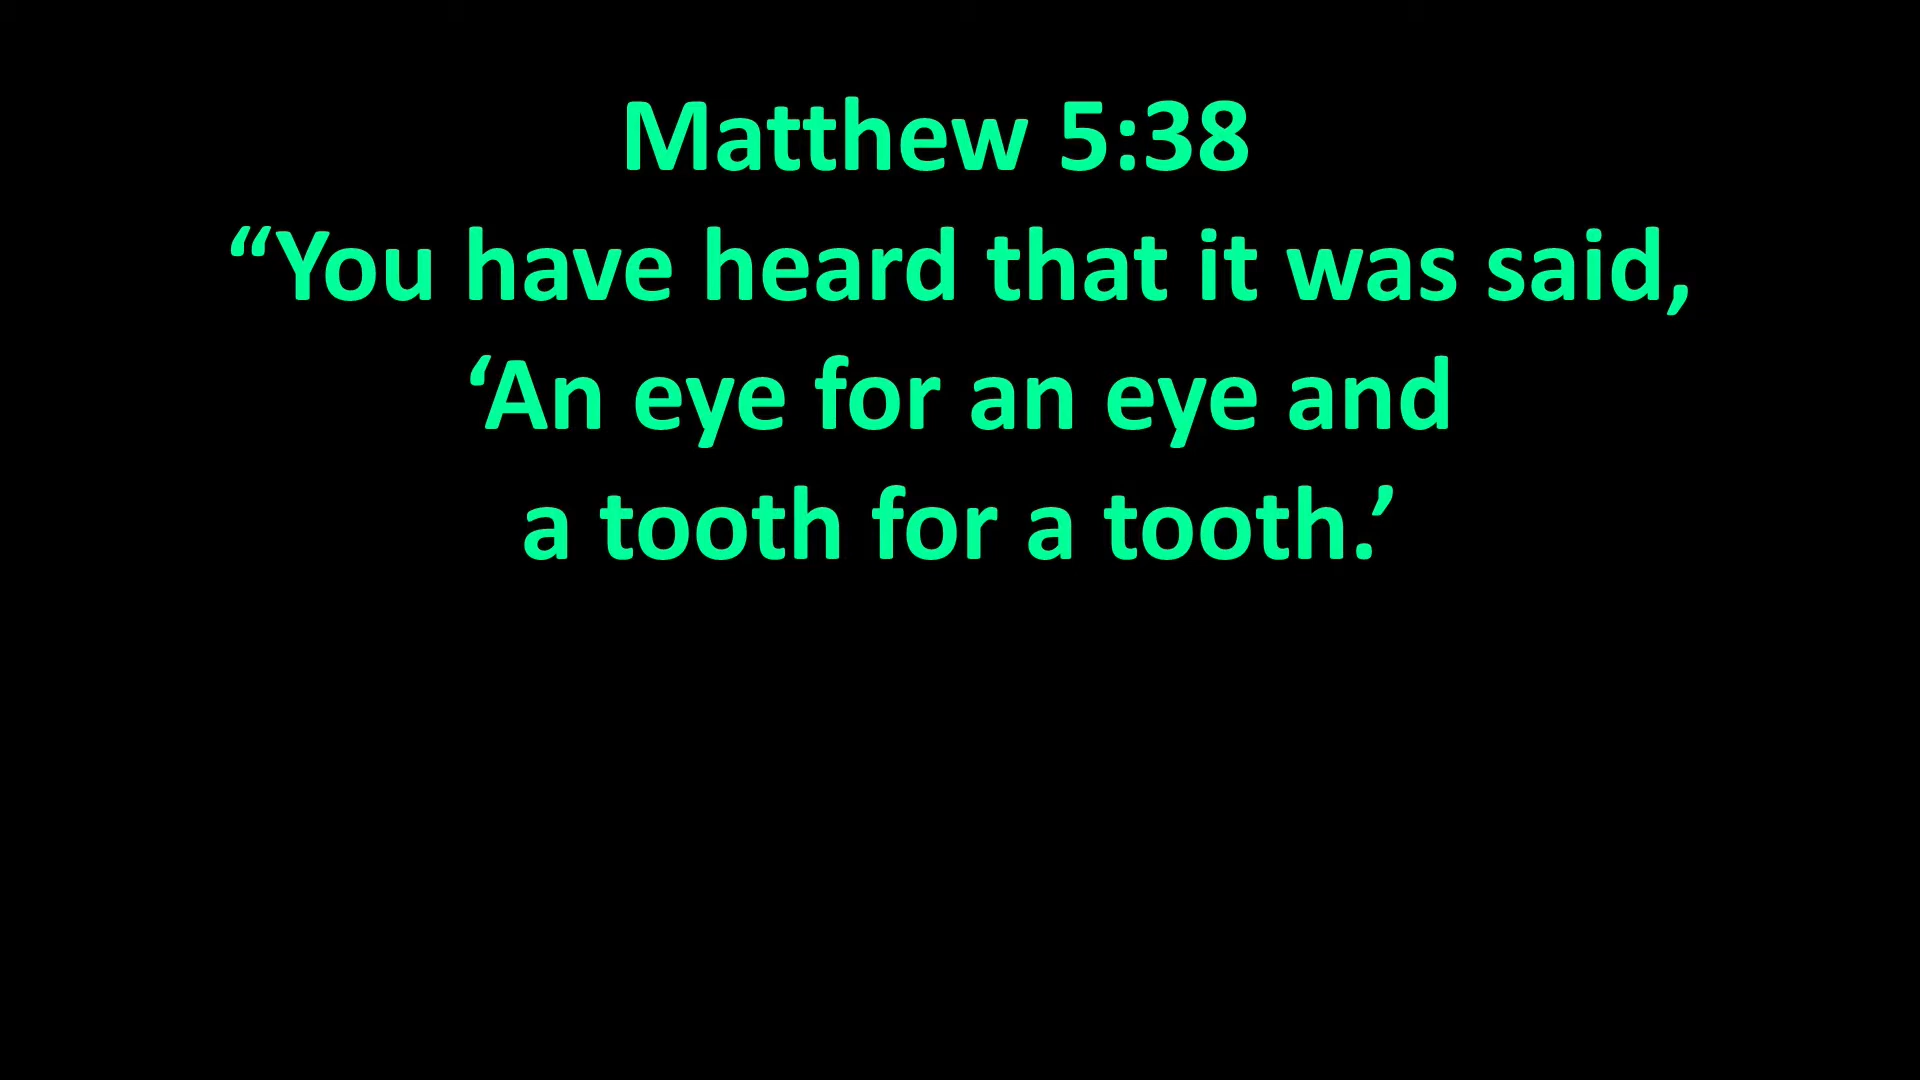 Matthew 5:38
“You have heard that it was said,
‘An eye for an eye and
a tooth for a tooth.’